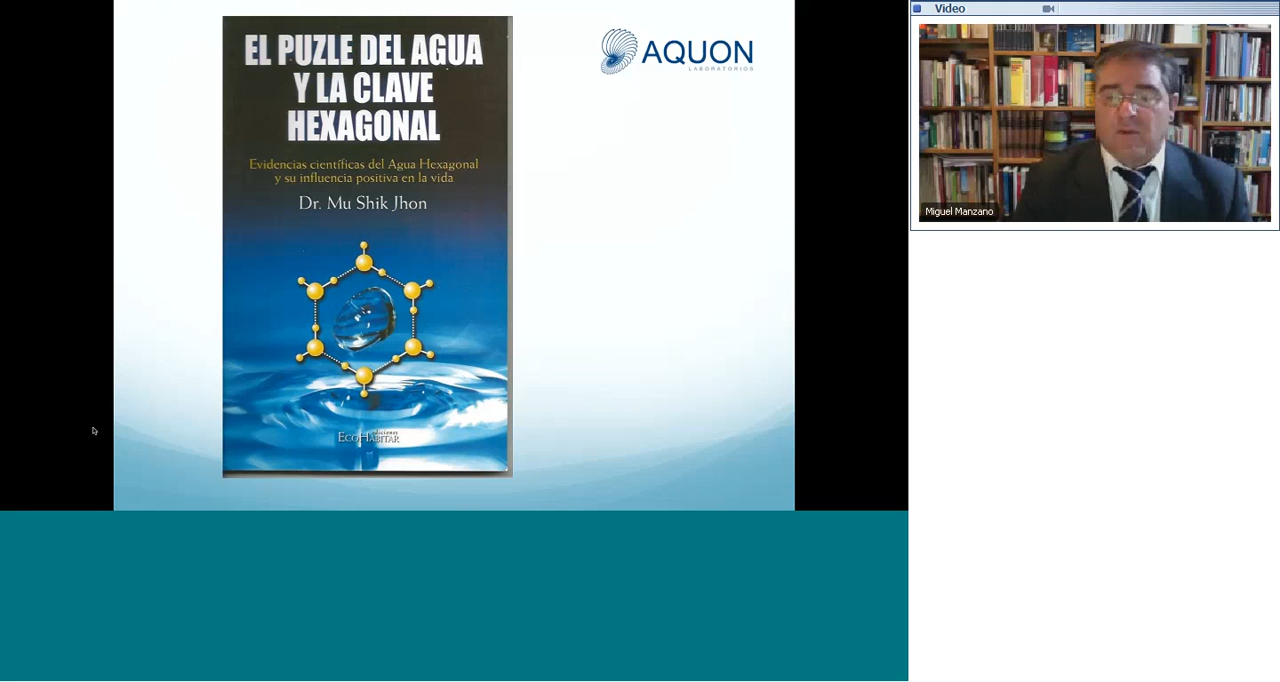 EL PUZLE DEL AGUA
Y LA CLAVE
HEXAGONAL
Evidencias científicas del Agua Hexagonal
y su influencia positiva en la vida
Dr. Mu Shik Jhon
ediciones
ECOHABITAR
AQUON
LABORATORIOS
Video
Miguel Manzano